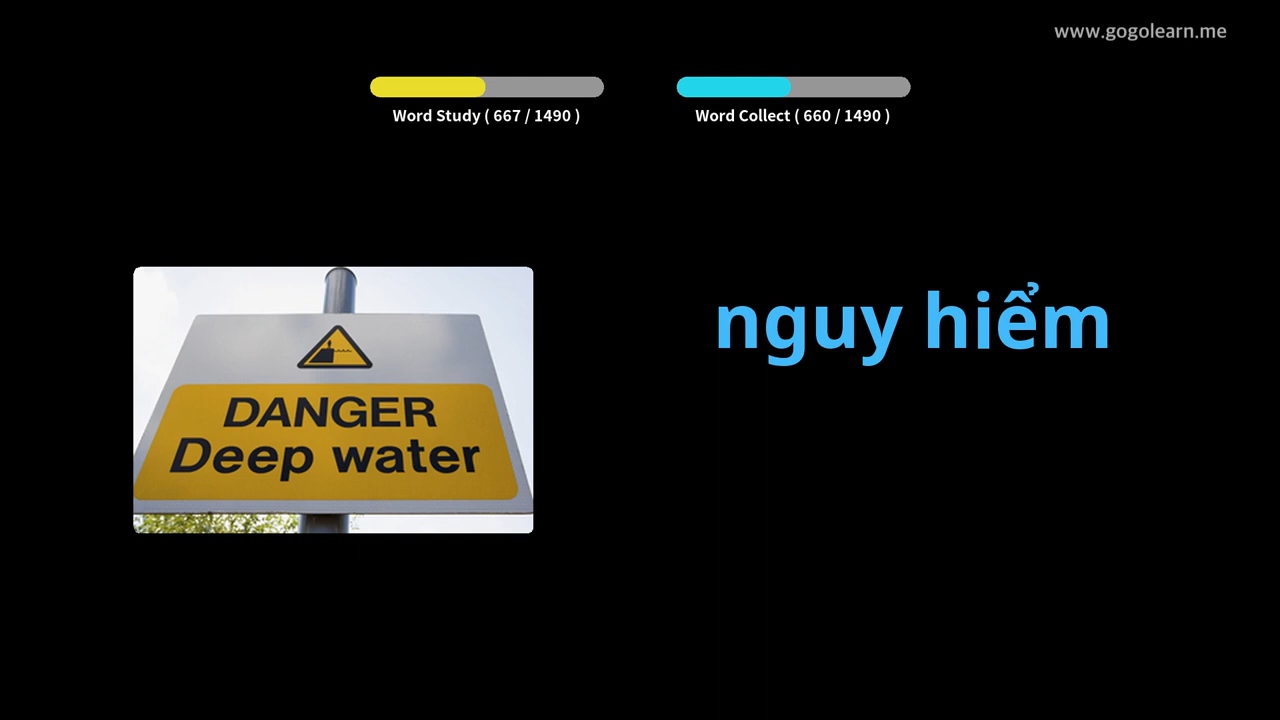 www.gogolearn.me
Word Study ( 667 / 1490 )
Word Collect ( 660 / 1490 )
DANGER
Deep water
nguy hiểm